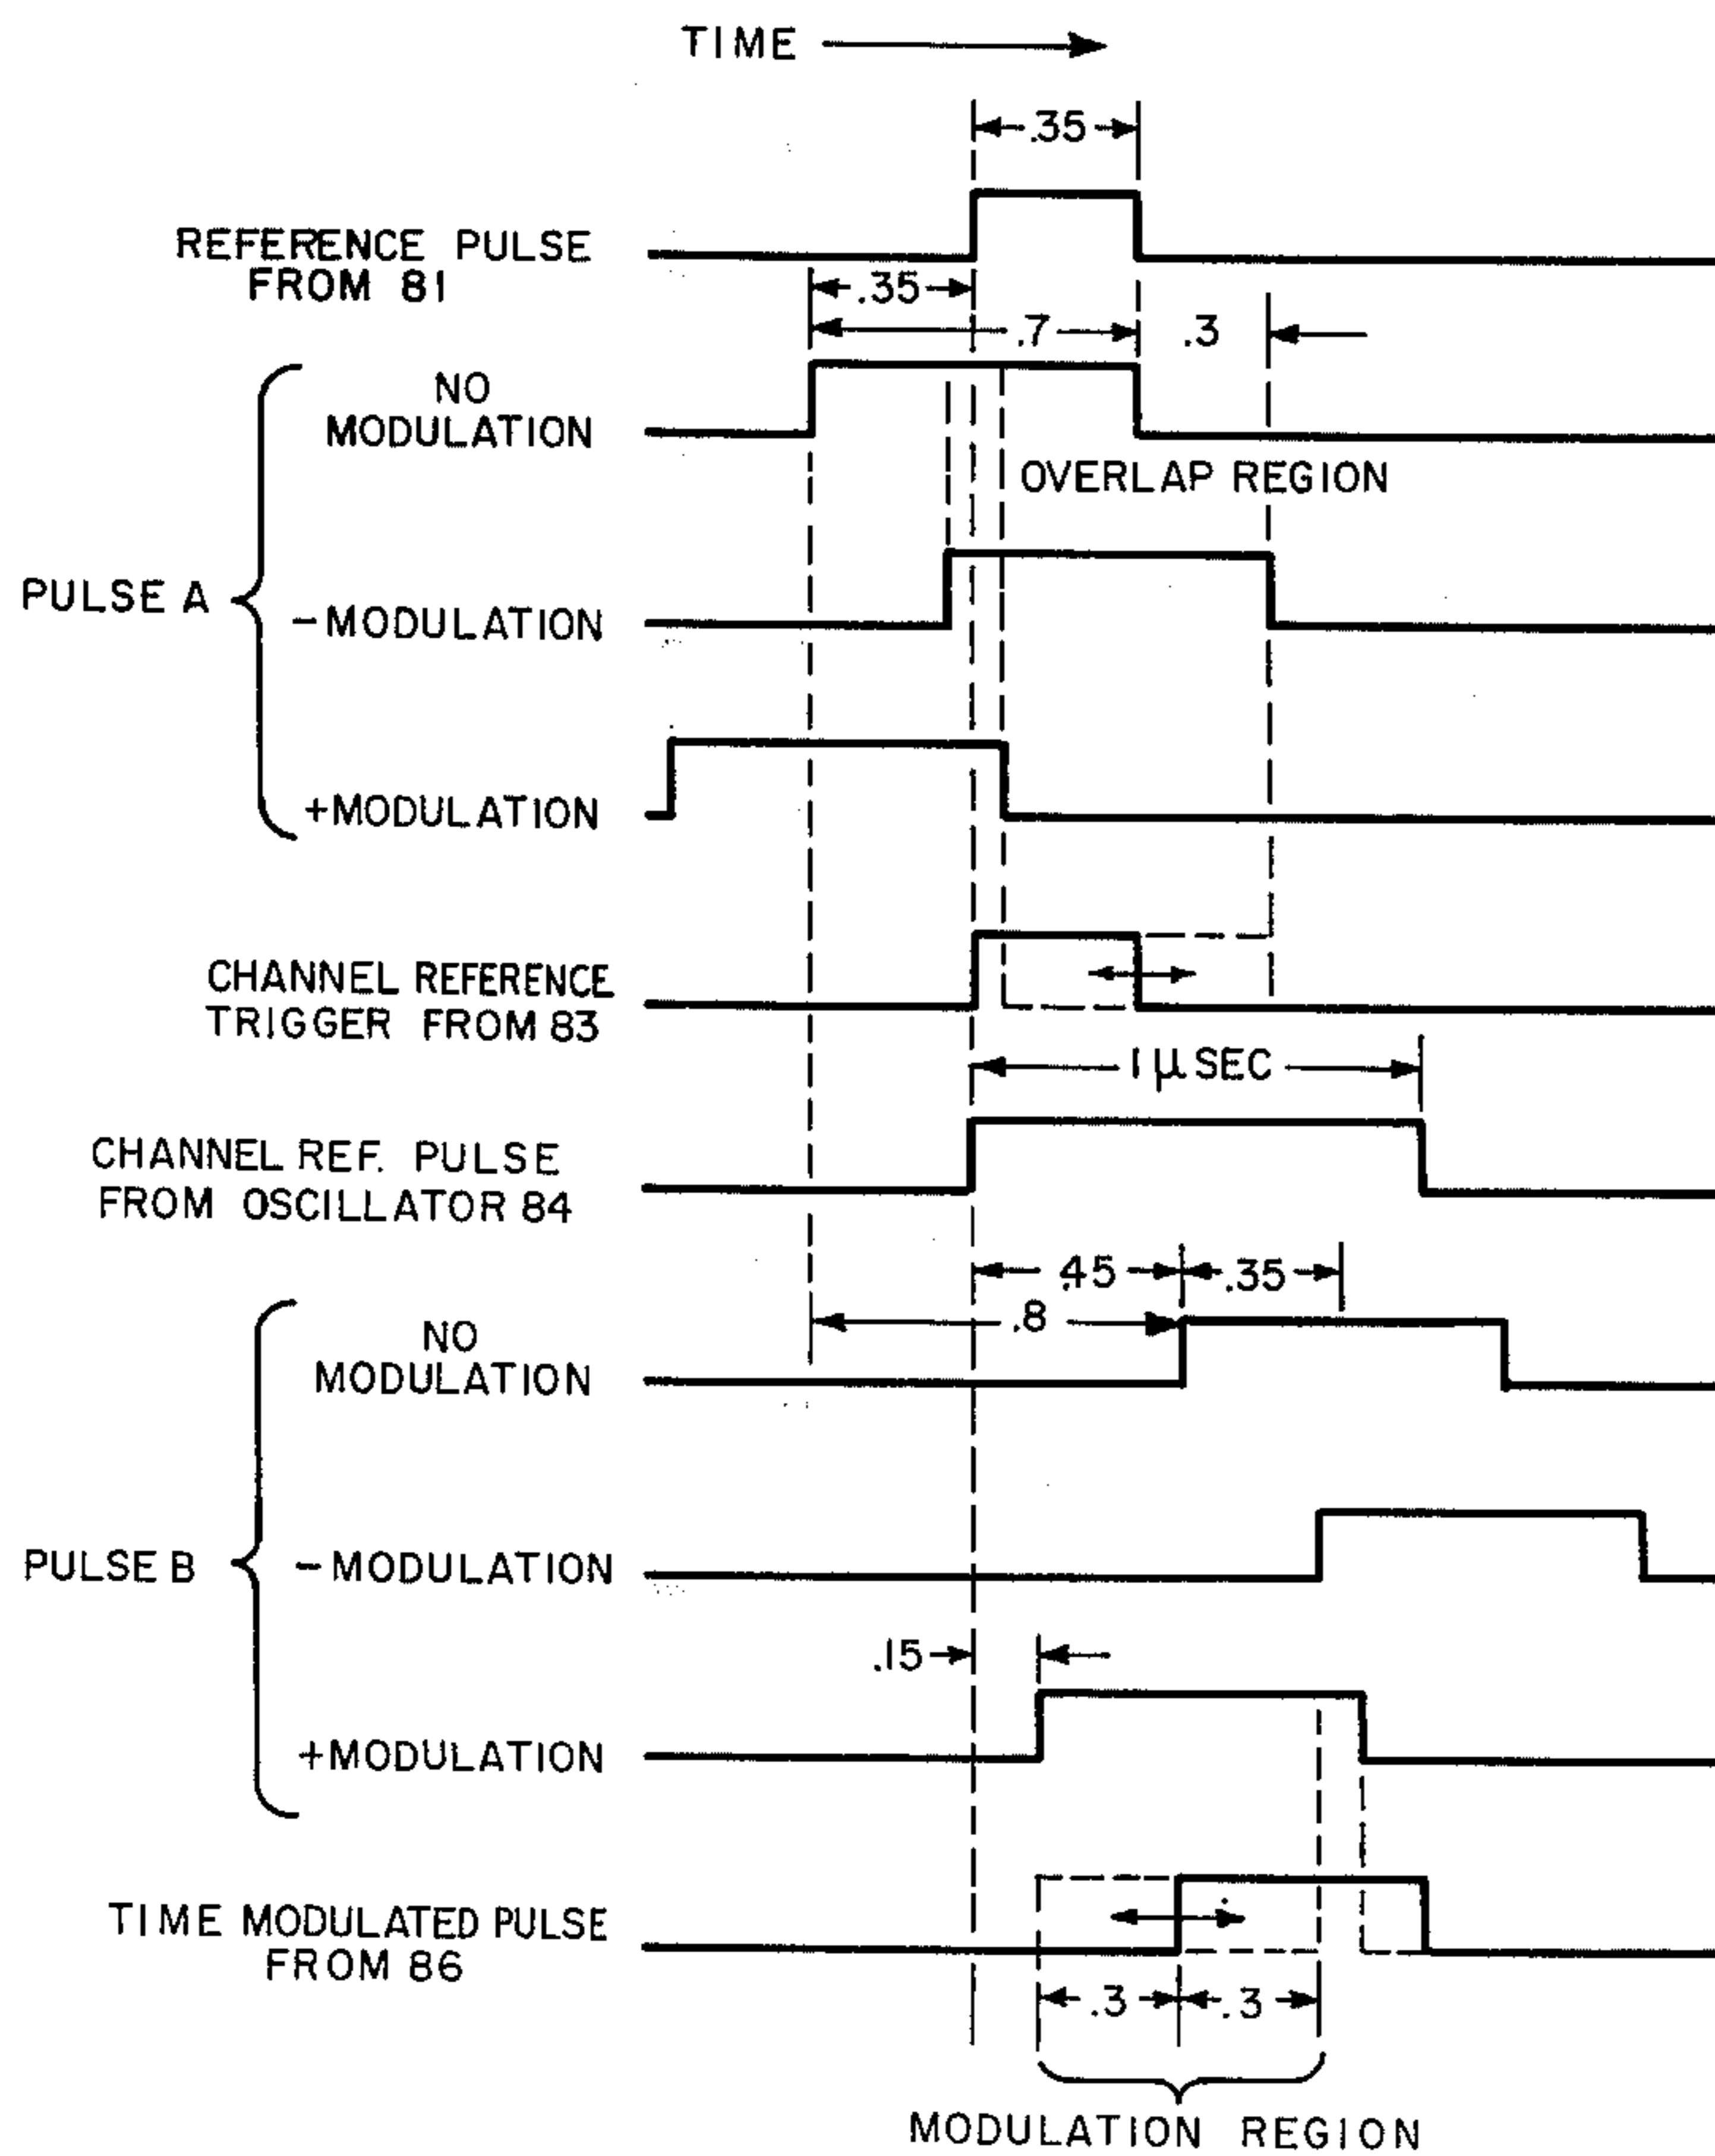 TIME
.35
REFERENCE PULSE
FROM 81
.35
.7
.3
NO
MODULATION
OVERLAP REGION
PULSE A
-MODULATION
+MODULATION
CHANNEL REFERENCE
TRIGGER FROM 83
1 μ SEC
CHANNEL REF. PULSE
FROM OSCILLATOR 84
.45
.35
.8
NO
MODULATION
PULSE B
-MODULATION
.15
+MODULATION
TIME MODULATED PULSE
FROM 86
.3
.3
MODULATION REGION